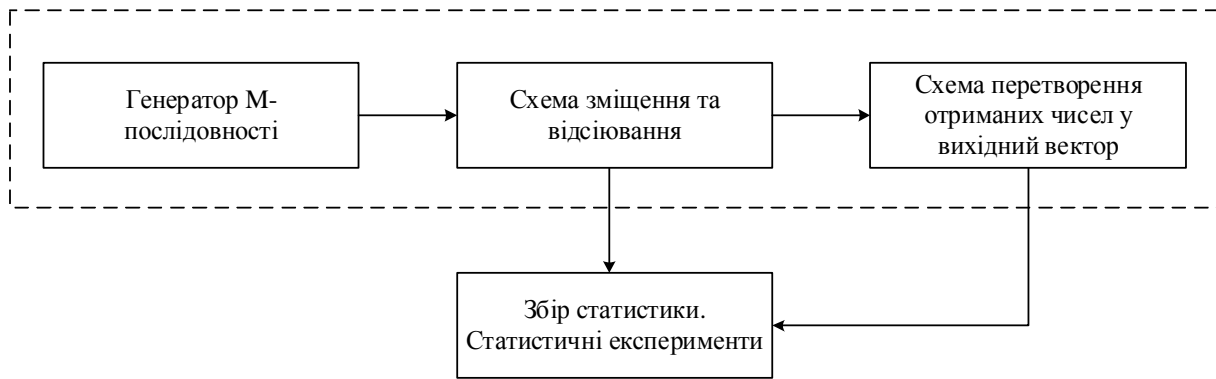 Генератор М-
послідовності
Схема зміщення та
відсіювання
Схема перетворення
отриманих чисел у
вихідний вектор
Збір статистики.
Статистичні експерименти